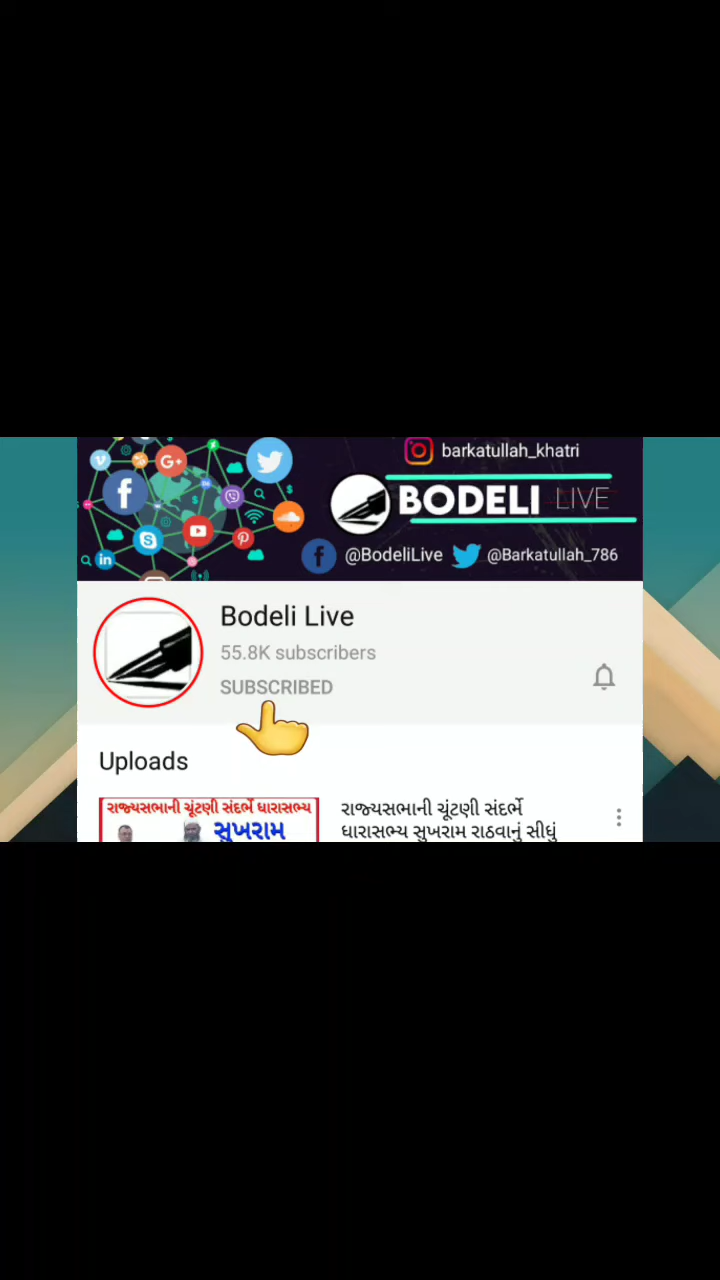 barkatullah_khatri
BODELI LIVE
@BodeliLive @Barkatullah_786
Bodeli Live
55.8K subscribers
SUBSCRIBED
Uploads
રાજ્યસભાની ચૂંટણી સંદર્ભે ધારાસભ્ય
સુખરામ
રાજ્યસભાની ચૂંટણી સંદર્ભે
ધારાસભ્ય સુખરામ રાઠવાનું સીધું